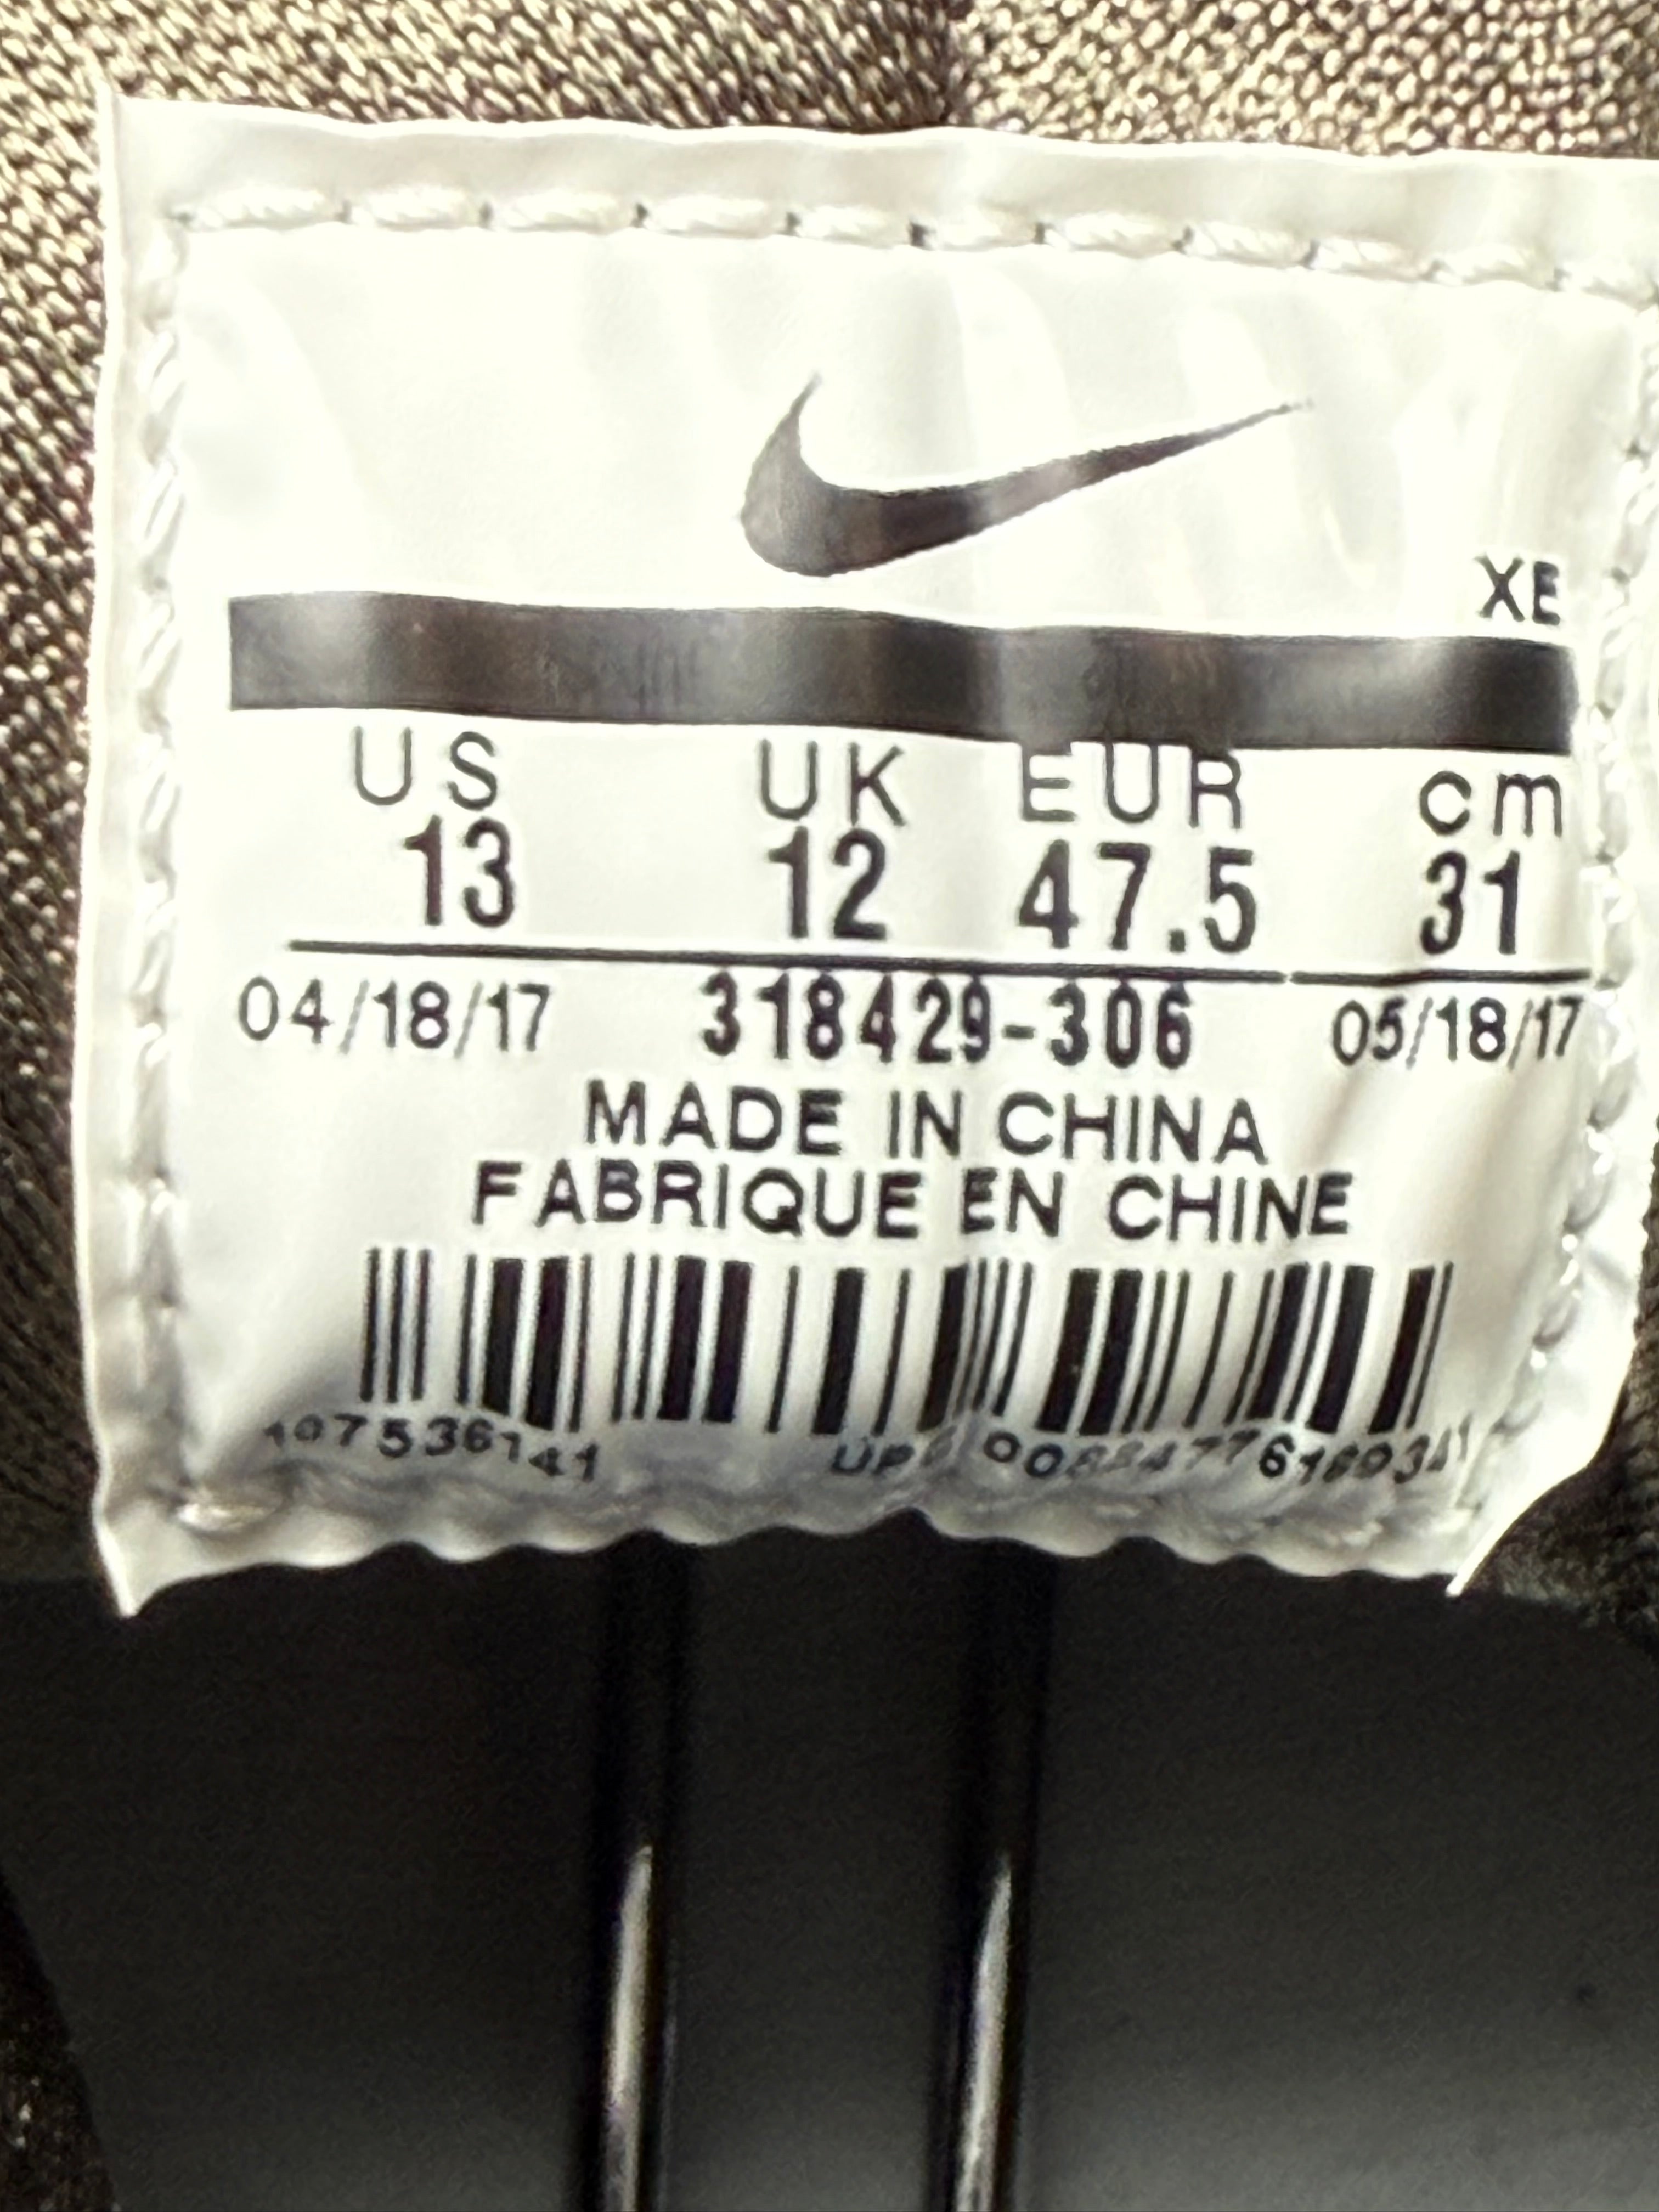 XE
US UK EUR cm
13 12 47.5 31
04/18/17 318429-306 05/18/17
MADE IN CHINA
FABRIQUE EN CHINE